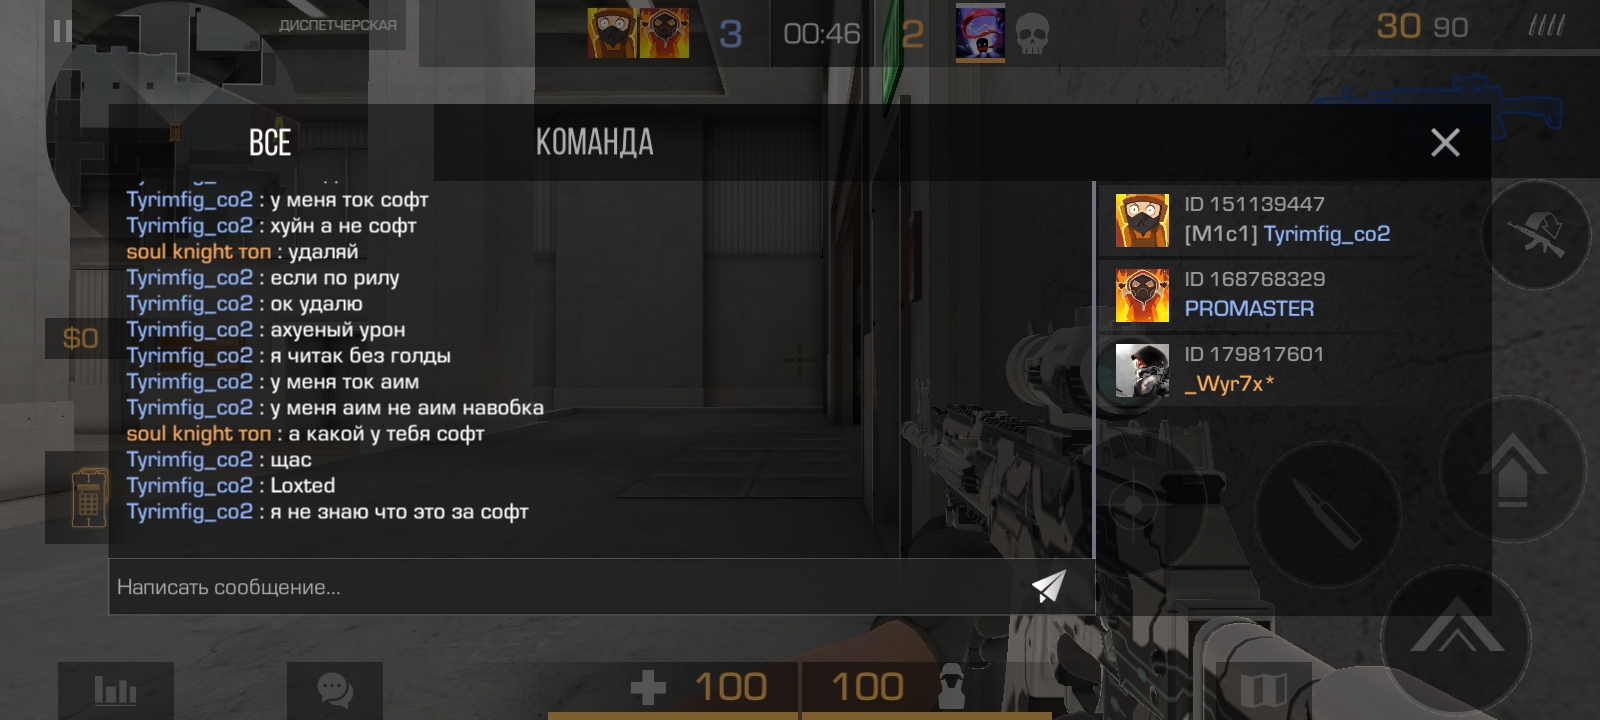 ДИСПЕТЧЕРСКАЯ
3
00:46
2
30 90
ВСЕ
КОМАНДА
Tyrimfig_co2 : у меня ток софт
Tyrimfig_co2 : хуйн а не софт
soul knight топ : удаляй
Tyrimfig_co2 : если по рилу
Tyrimfig_co2 : ок удалю
Tyrimfig_co2 : ахуеный урон
Tyrimfig_co2 : я читак без голды
Tyrimfig_co2 : у меня ток аим
Tyrimfig_co2 : у меня аим не аим навобка
soul knight топ : а какой у тебя софт
Tyrimfig_co2 : щас
Tyrimfig_co2 : Loxted
Tyrimfig_co2 : я не знаю что это за софт
ID 151139447
[M1c1] Tyrimfig_co2
ID 168768329
PROMASTER
ID 179817601
_Wyr7x*
$0
Написать сообщение...
100
100